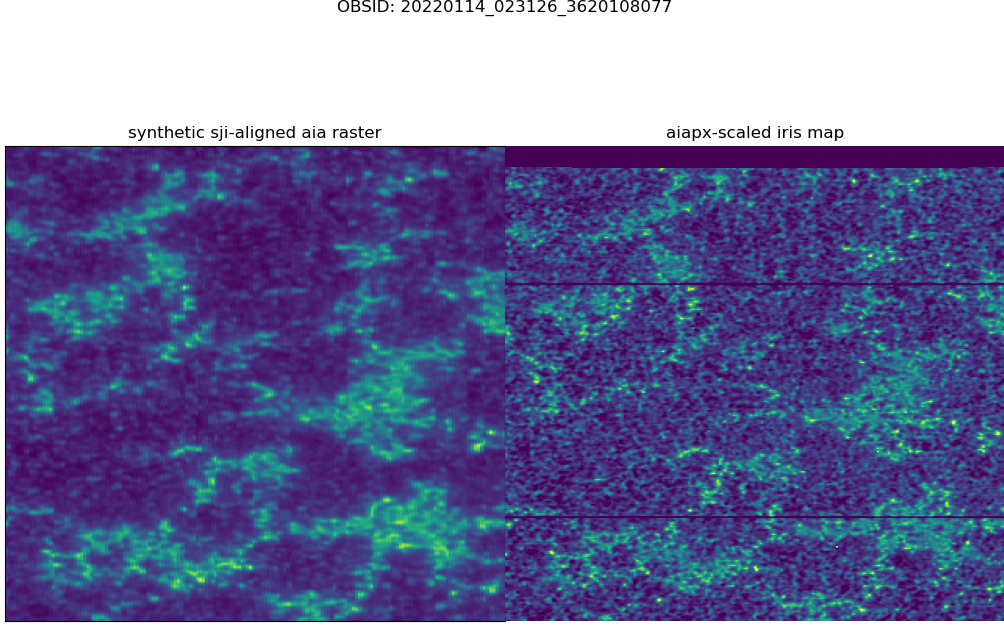 OBSID: 20220114_023126_3620108077
synthetic sji-aligned aia raster
aiapx-scaled iris map